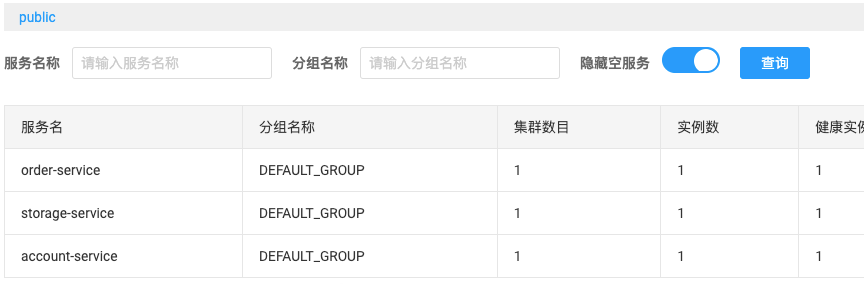 public
服务名称 请输入服务名称 分组名称 请输入分组名称 隐藏空服务 查询
服务名 分组名称 集群数目 实例数 健康实例
order-service DEFAULT_GROUP 1 1 1
storage-service DEFAULT_GROUP 1 1 1
account-service DEFAULT_GROUP 1 1 1